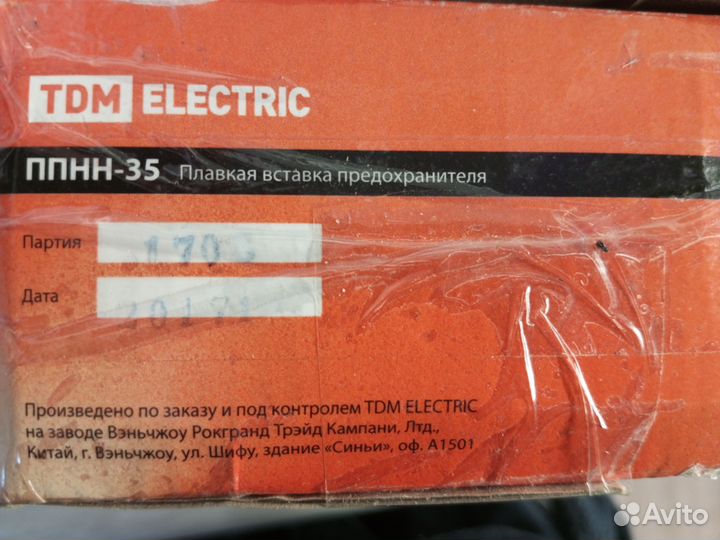 TDM ELECTRIC
ППНН-35 Плавкая вставка предохранителя
Партия
Дата
Произведено по заказу и под контролем TDM ELECTRIC
на заводе Вэньчжоу Рокгранд Трэйд Кампани, Лтд.,
Китай, г. Вэньчжоу, ул. Шифу, здание «Синьи», оф. А1501
Avito